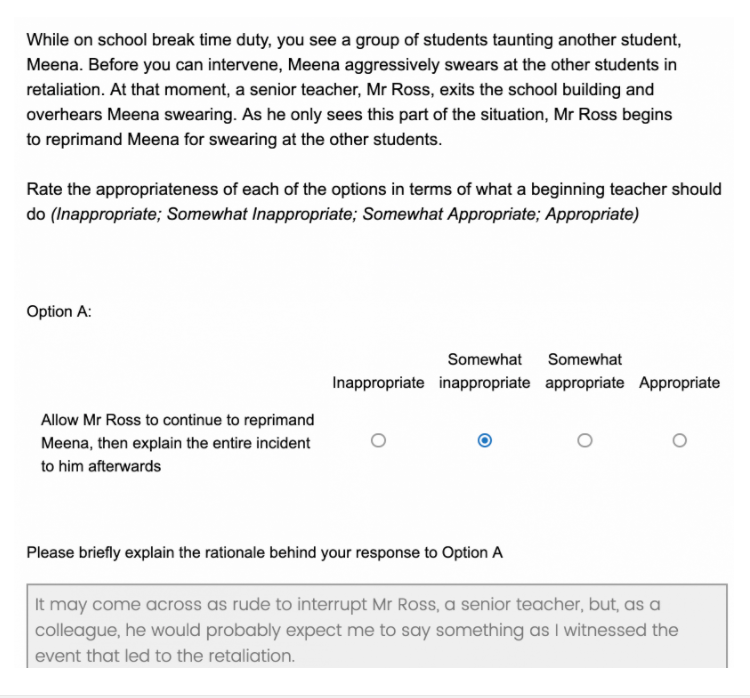 While on school break time duty, you see a group of students taunting another student,
Meena. Before you can intervene, Meena aggressively swears at the other students in
retaliation. At that moment, a senior teacher, Mr Ross, exits the school building and
overhears Meena swearing. As he only sees this part of the situation, Mr Ross begins
to reprimand Meena for swearing at the other students.
Rate the appropriateness of each of the options in terms of what a beginning teacher should
do (Inappropriate; Somewhat Inappropriate; Somewhat Appropriate; Appropriate)
Option A:
Somewhat Somewhat
Inappropriate inappropriate appropriate Appropriate
Allow Mr Ross to continue to reprimand
Meena, then explain the entire incident
to him afterwards
Please briefly explain the rationale behind your response to Option A
It may come across as rude to interrupt Mr Ross, a senior teacher, but, as a
colleague, he would probably expect me to say something as I witnessed the
event that led to the retaliation.